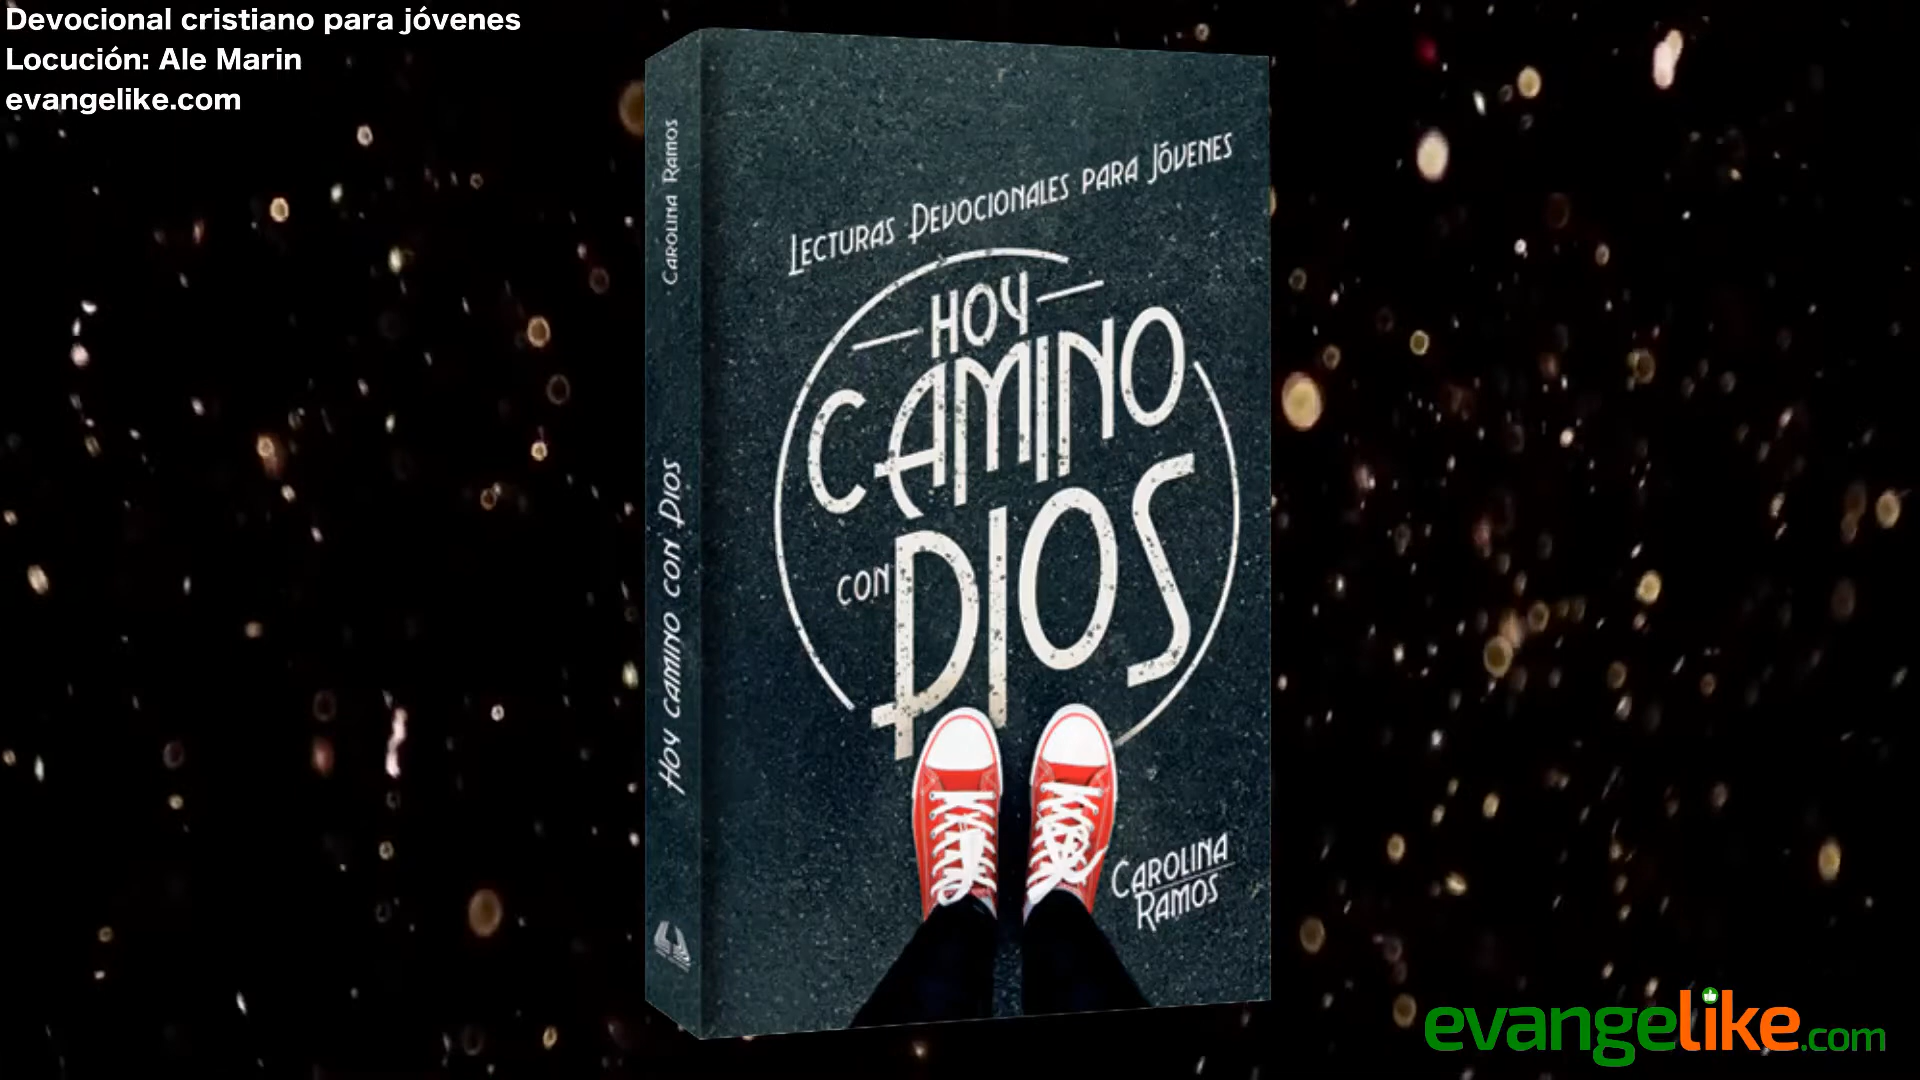 Devocional cristiano para jóvenes
Locución: Ale Marin
evangelike.com
CAROLINA RAMOS
HOY CAMINO CON DIOS
LECTURAS DEVOCIONALES PARA JÓVENES
HOY
CAMINO
CON DIOS
CAROLINA
RAMOS
evangelike.com